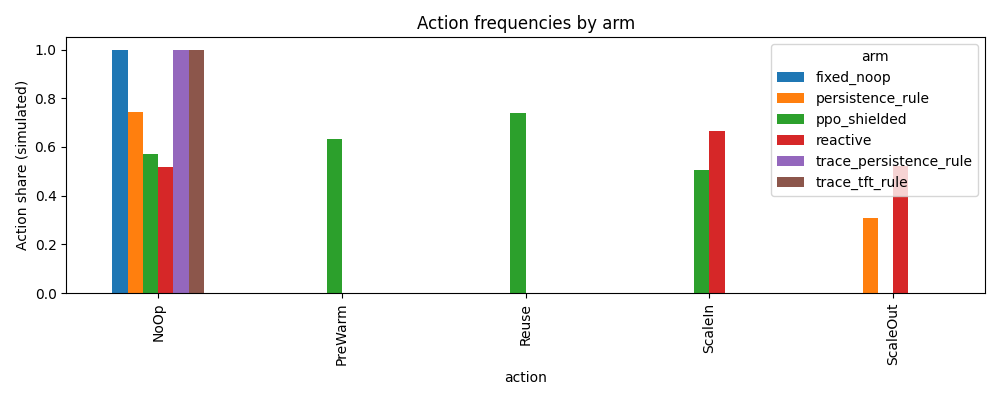 Action frequencies by arm
Action share (simulated)
1.0
0.8
0.6
0.4
0.2
0.0
arm
fixed_noop
persistence_rule
ppo_shielded
reactive
trace_persistence_rule
trace_tft_rule
NoOp
PreWarm
Reuse
ScaleIn
ScaleOut
action